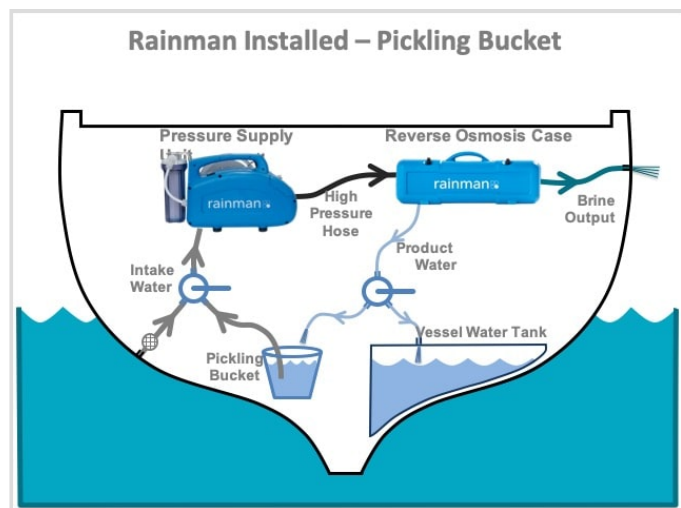 Rainman Installed – Pickling Bucket
Pressure Supply
Unit
Reverse Osmosis Case
rainman
rainman
High
Pressure
Hose
Brine
Output
Intake
Water
Product
Water
Pickling
Bucket
Vessel Water Tank